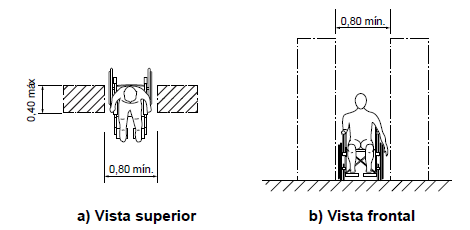 0,80 mín.
0,40 máx
0,80 mín.
a) Vista superior
b) Vista frontal